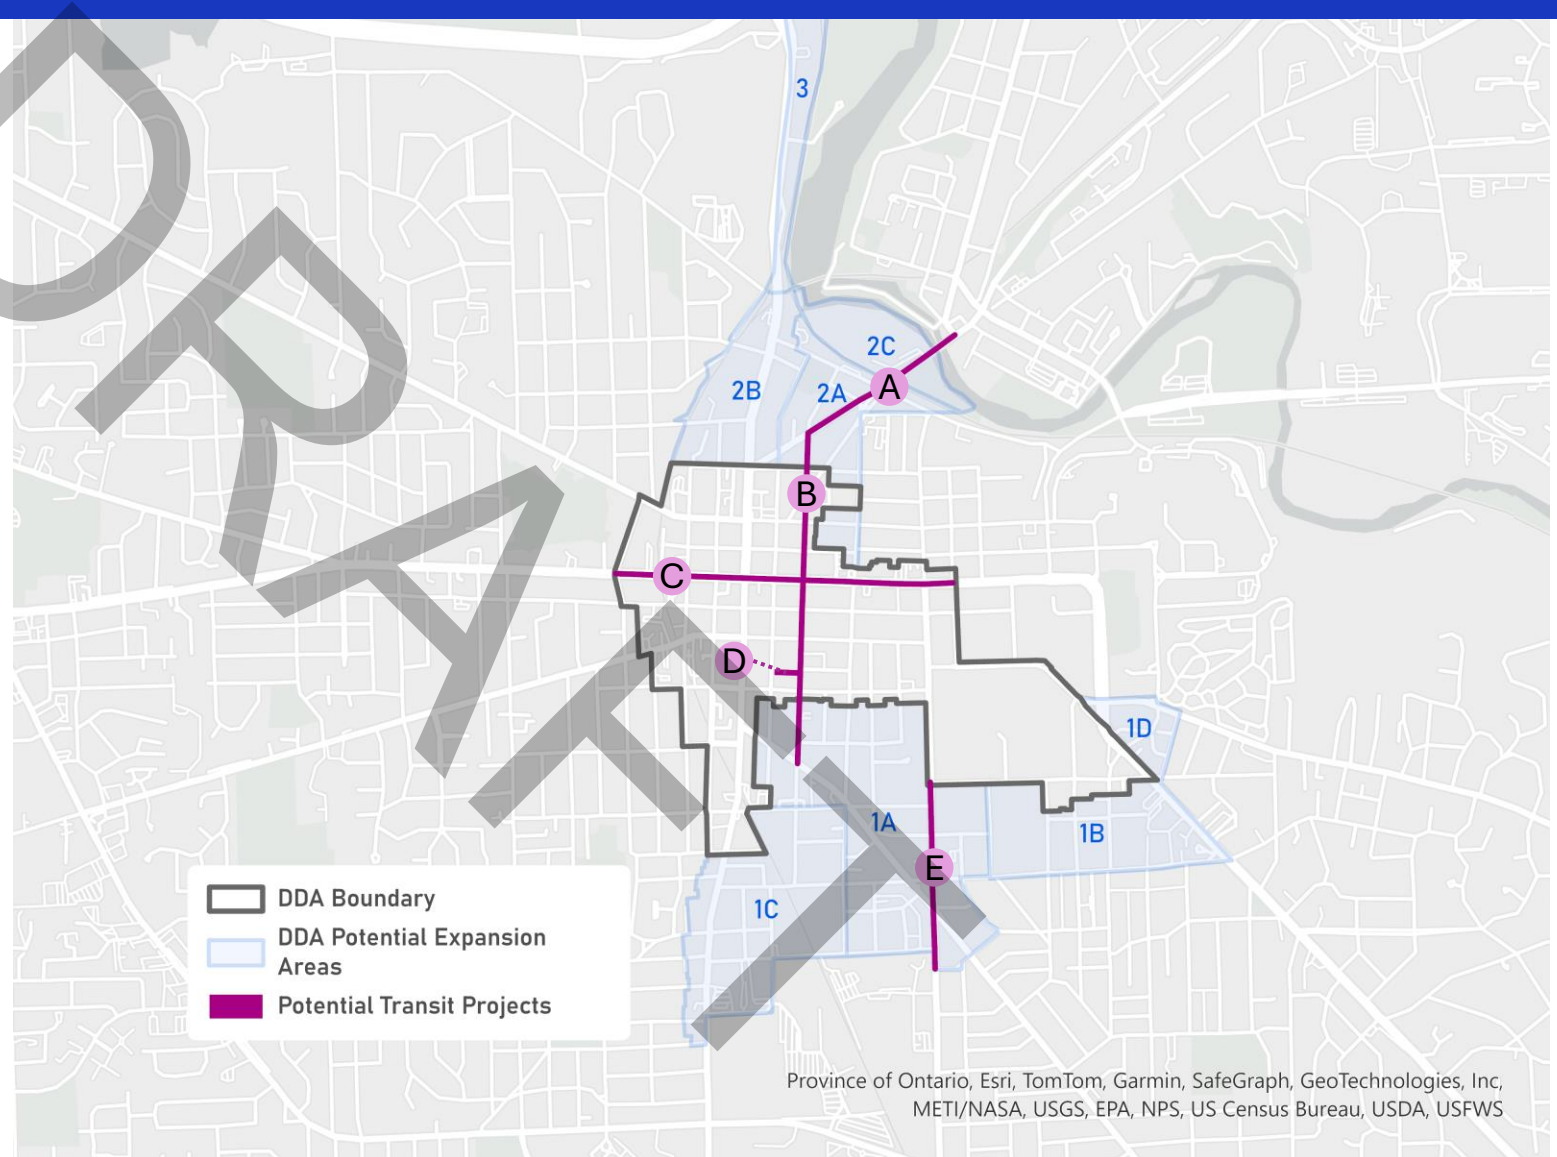 3
2C
2B
2A
A
B
C
D
1D
1A
1B
E
1C
DRAFT
DDA Boundary
DDA Potential Expansion
Areas
Potential Transit Projects
Province of Ontario, Esri, TomTom, Garmin, SafeGraph, GeoTechnologies, Inc,
METI/NASA, USGS, EPA, NPS, US Census Bureau, USDA, USFWS